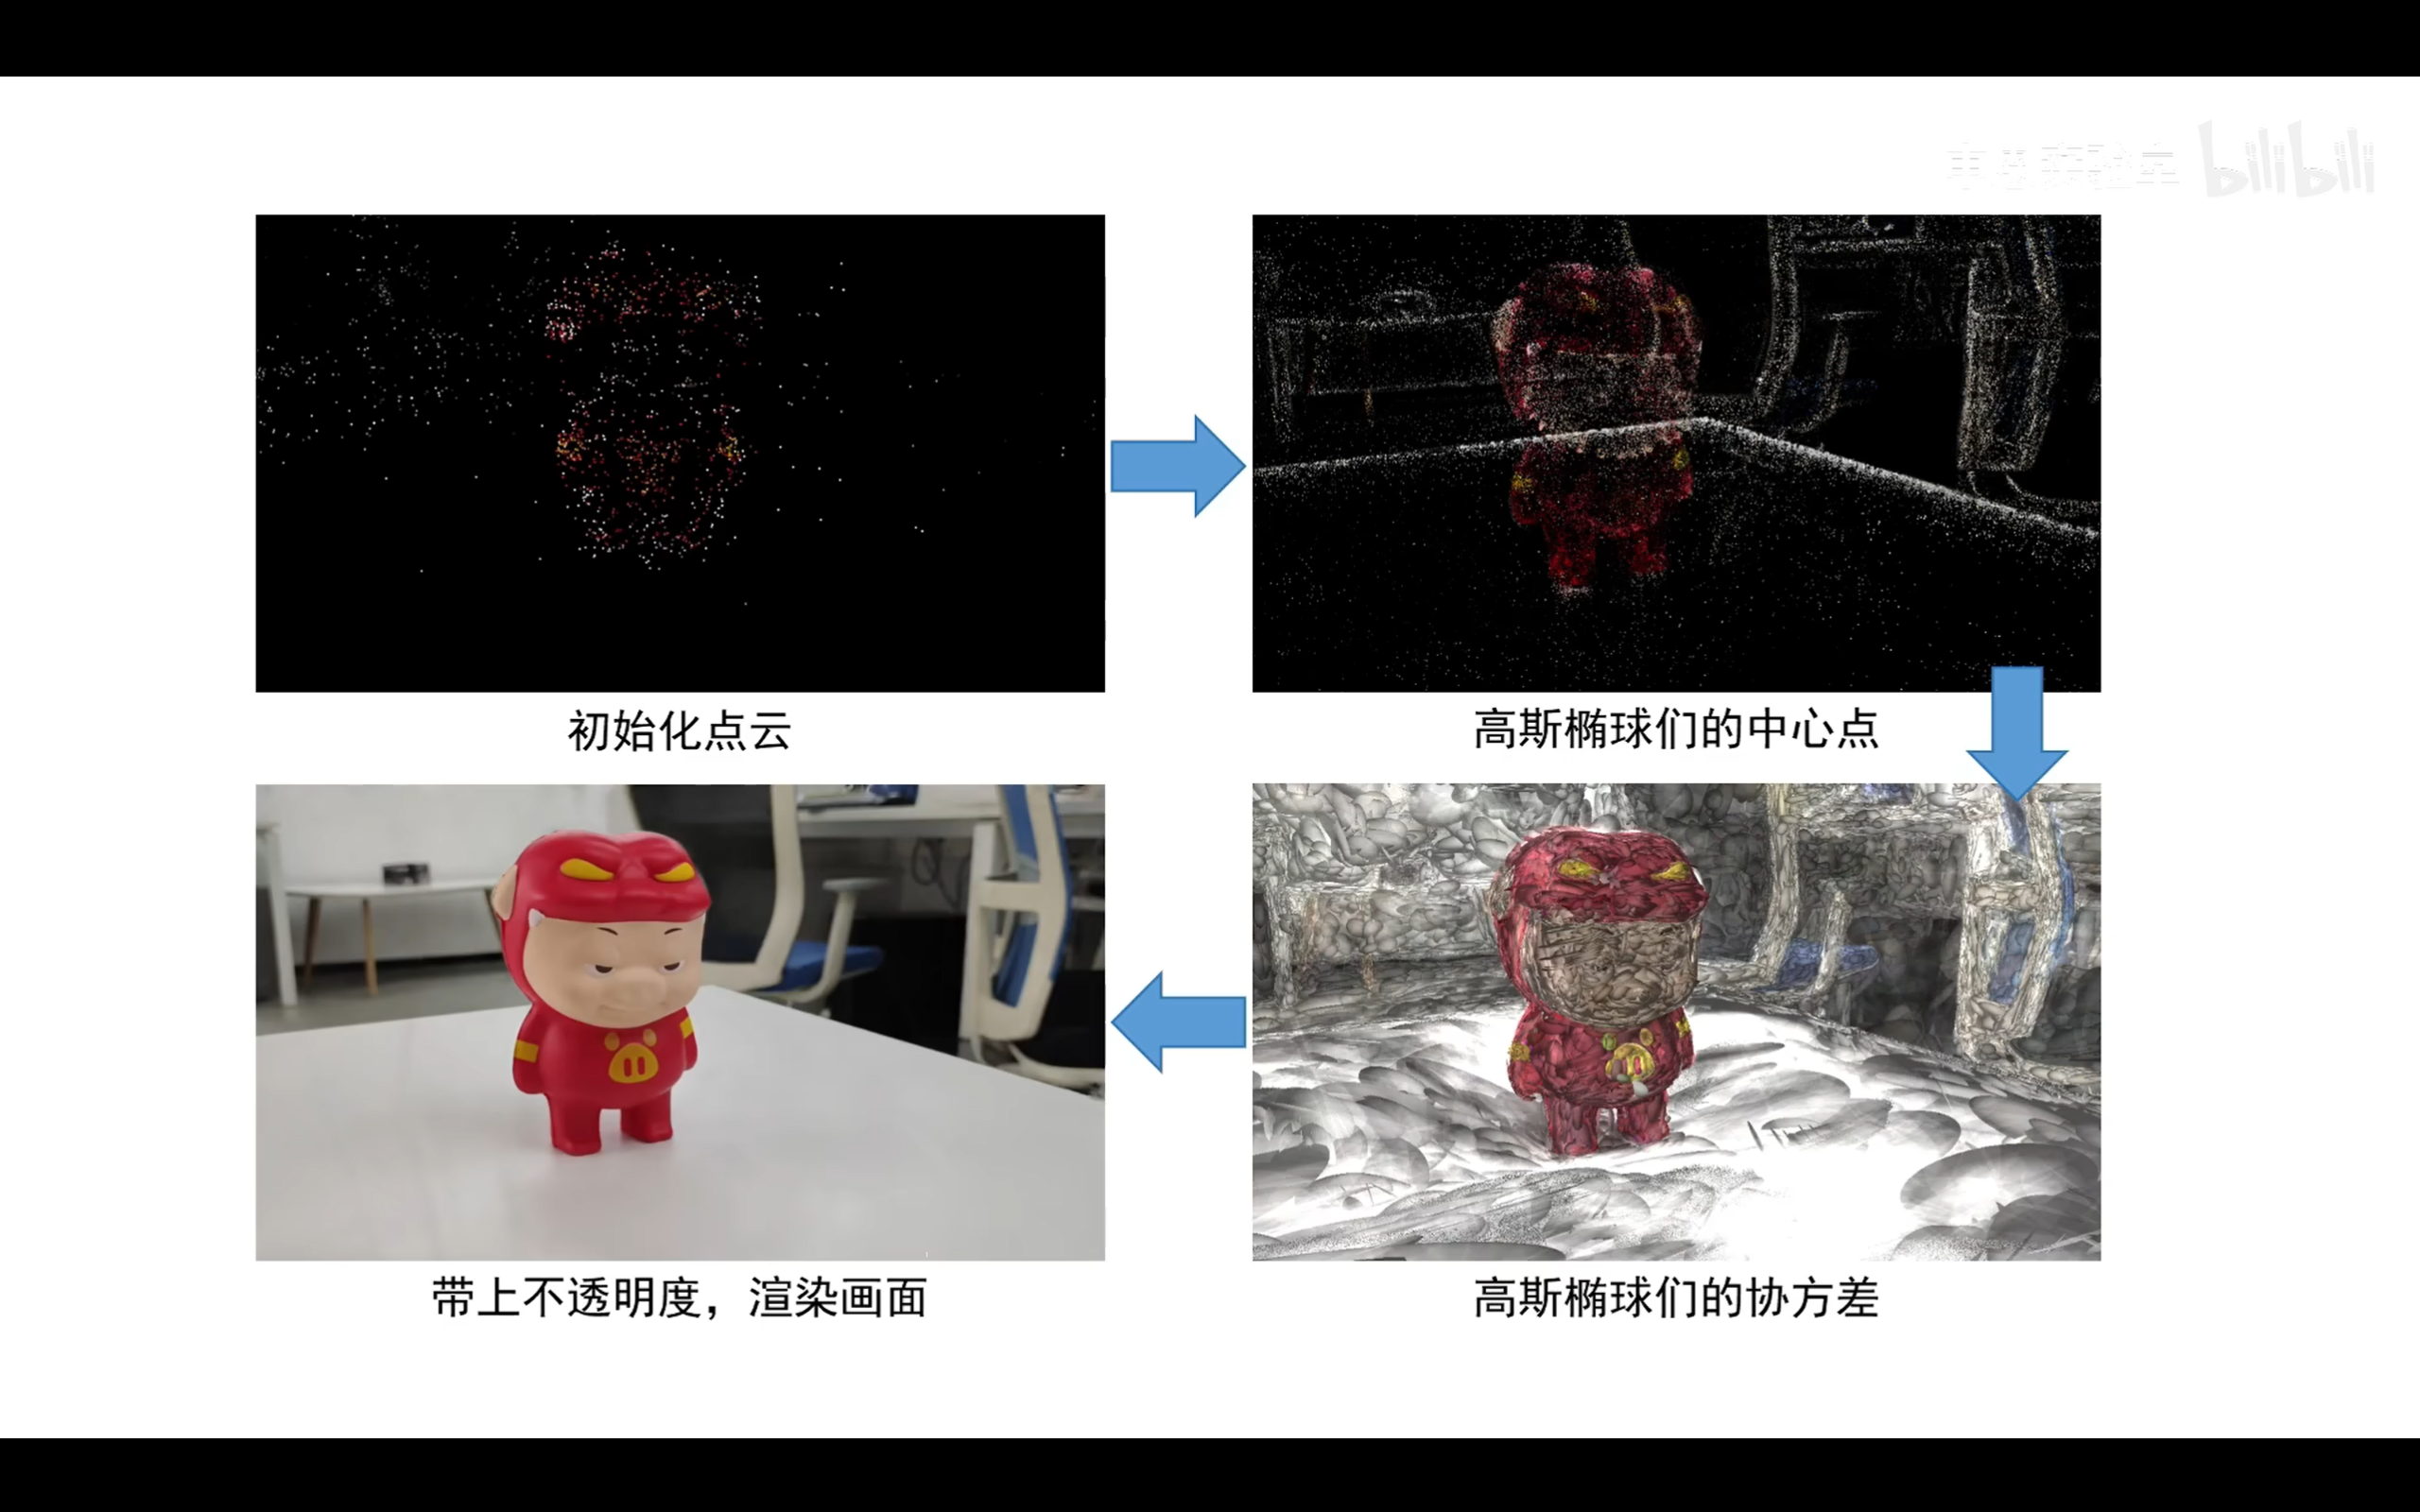 bilibili
初始化点云
高斯椭球们的中心点
带上不透明度，渲染画面
高斯椭球们的协方差